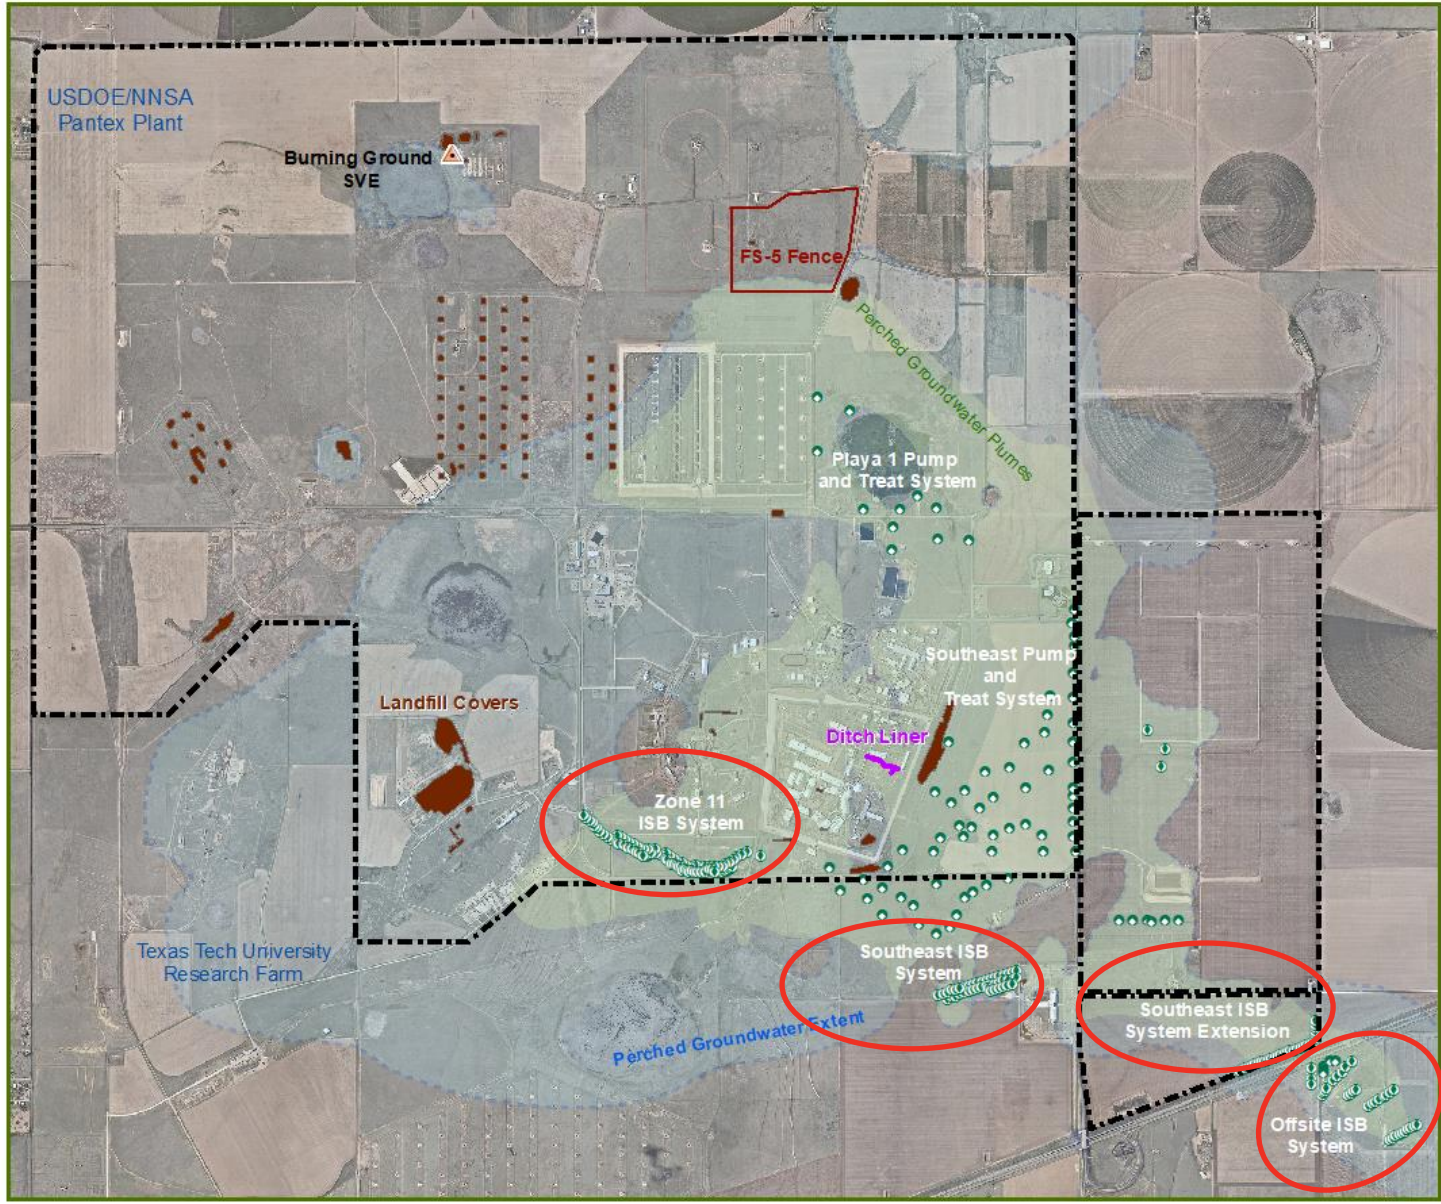 USDOE/NNSA
Pantex Plant
Burning Ground
SVE
FS-5 Fence
Perched Groundwater Plumes
Playa 1 Pump
and Treat System
Southeast Pump
and
Treat System
Landfill Covers
Ditch Liner
Zone 11
ISB System
Texas Tech University
Research Farm
Southeast ISB
System
Perched Groundwater Extent
Southeast ISB
System Extension
Offsite ISB
System